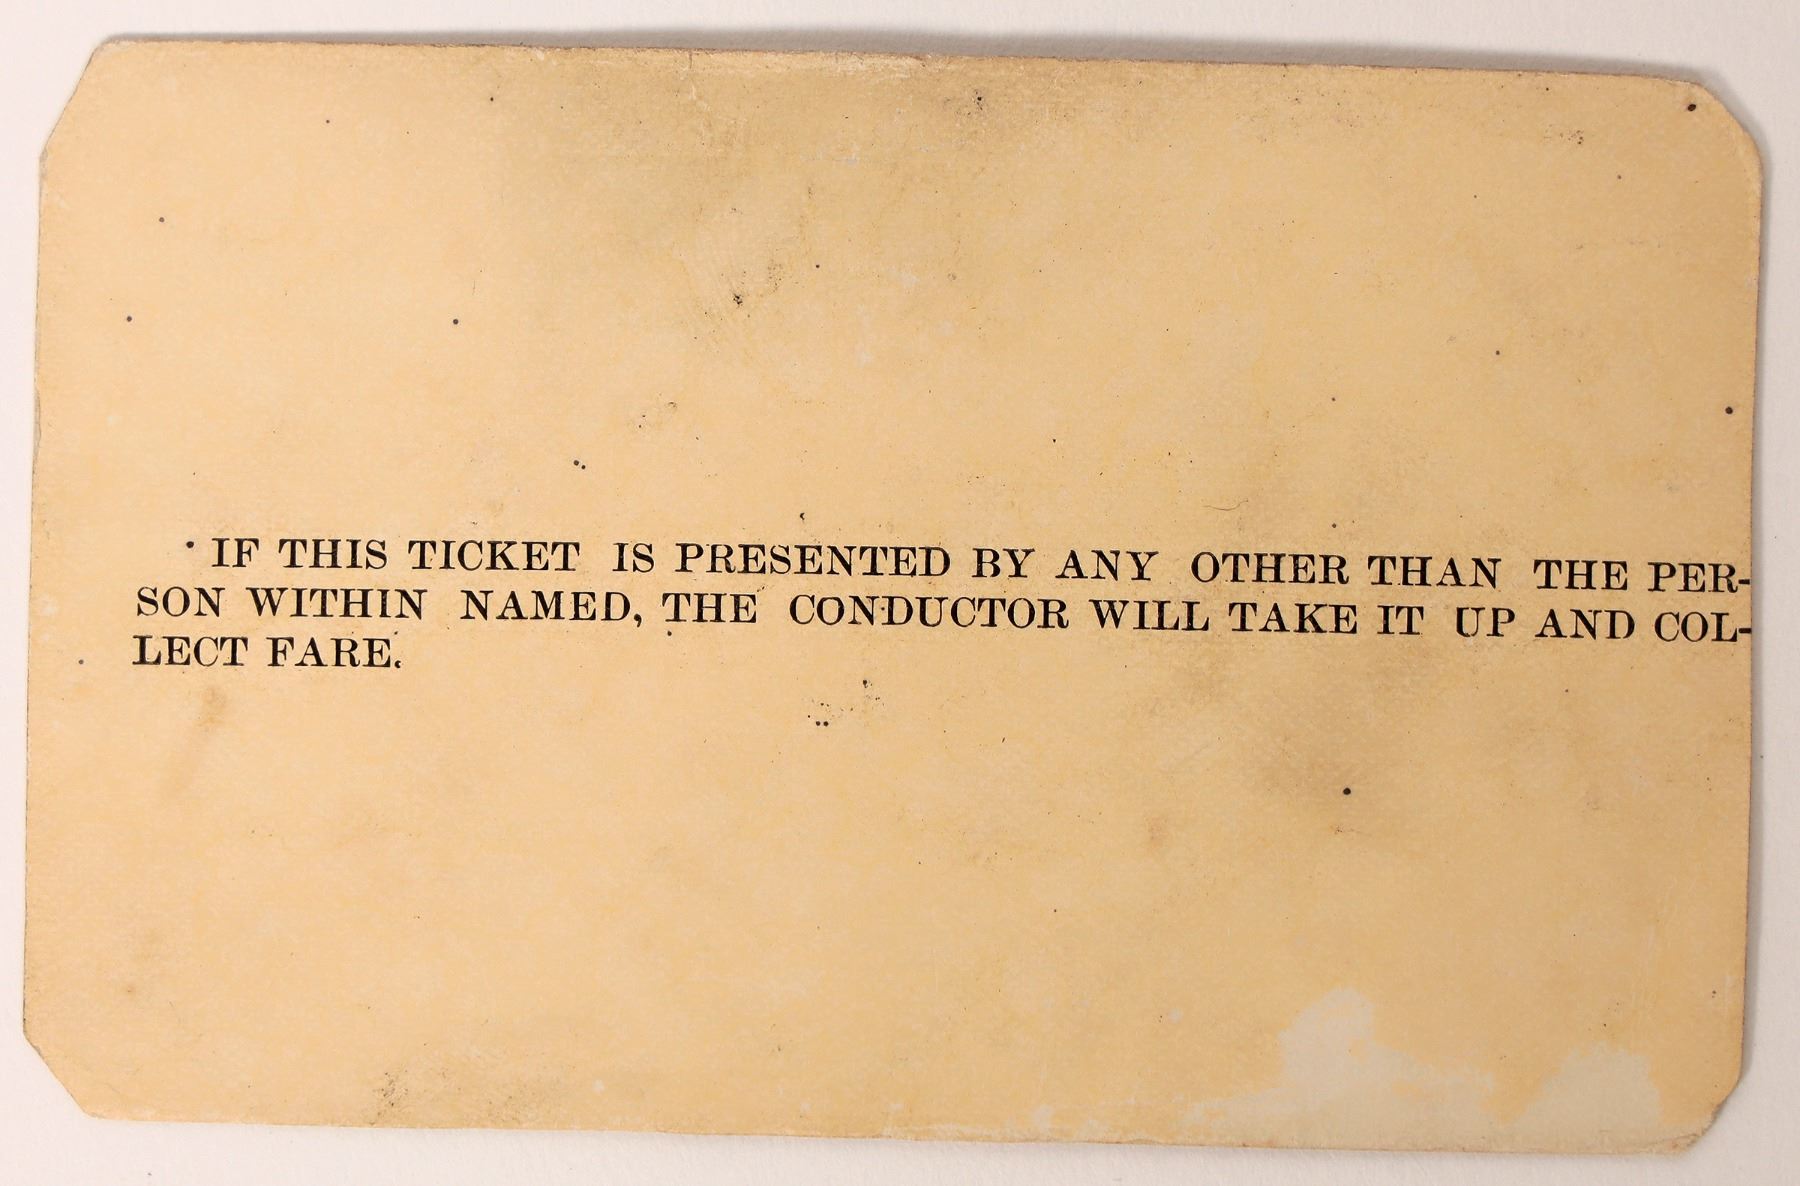 IF THIS TICKET IS PRESENTED BY ANY OTHER THAN THE PER-
SON WITHIN NAMED, THE CONDUCTOR WILL TAKE IT UP AND COL-
LECT FARE.